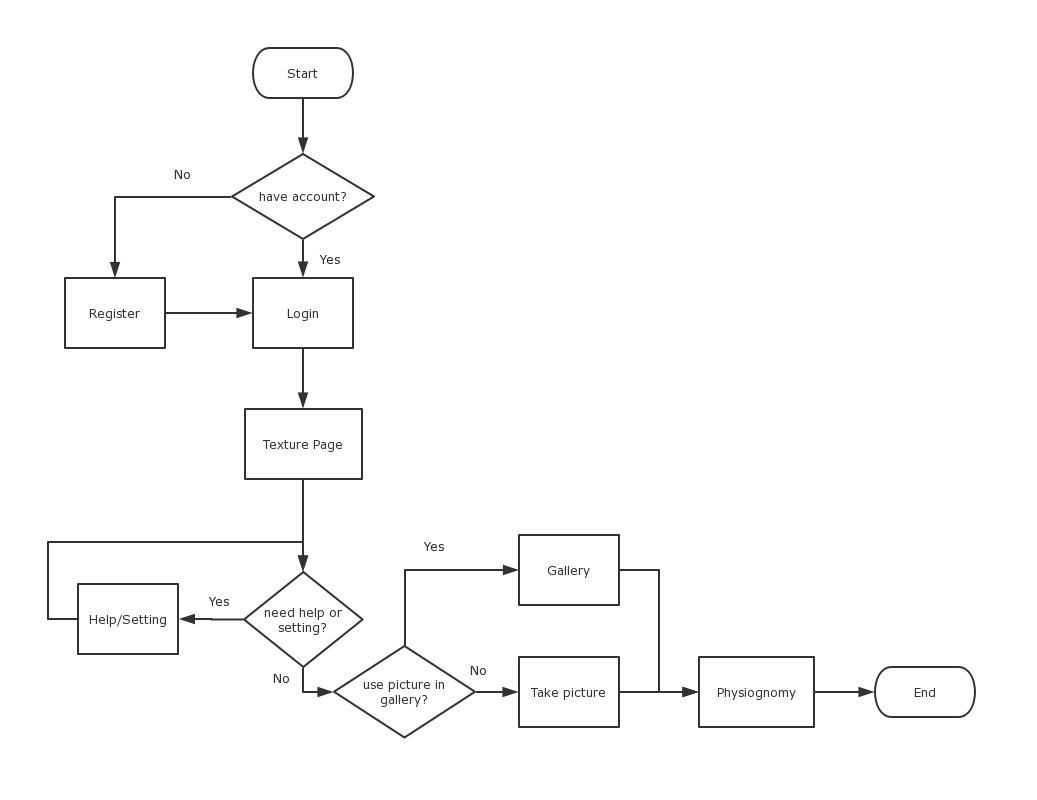 Start
No
have account?
Yes
Register
Login
Texture Page
Yes
Gallery
Yes
need help or
setting?
Help/Setting
No
No
use picture in
gallery?
Take picture
Physiognomy
End